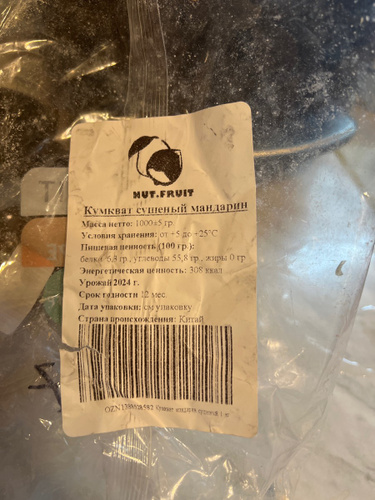 NUT.FRUIT
Кумкват сушеный мандарин
Масса нетто: 1000±5 гр.
Условия хранения: от +5 до +25°С
Пищевая ценность (100 гр.):
белки 6,3 гр., углеводы 55,8 гр., жиры 0 гр.
Энергетическая ценность: 308 ккал
Урожай 2024 г.
Срок годности 12 мес.
Дата упаковки: см упаковку
Страна происхождения: Китай
Кумкват